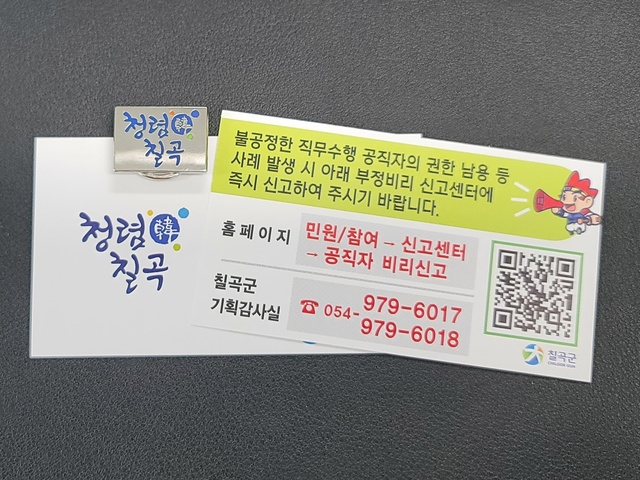 청렴韓
칠곡
청렴韓
칠곡
불공정한 직무수행 공직자의 권한 남용 등
사례 발생 시 아래 부정비리 신고센터에
즉시 신고하여 주시기 바랍니다.
홈페이지
민원/참여 → 신고센터
→ 공직자 비리신고
칠곡군
기획감사실
☎ 054-979-6017
979-6018
칠곡군
CHILGOK GUN